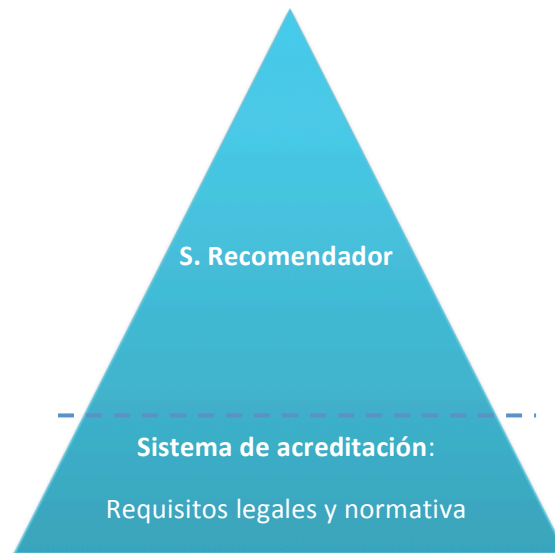 S. Recomendador
Sistema de acreditación:
Requisitos legales y normativa